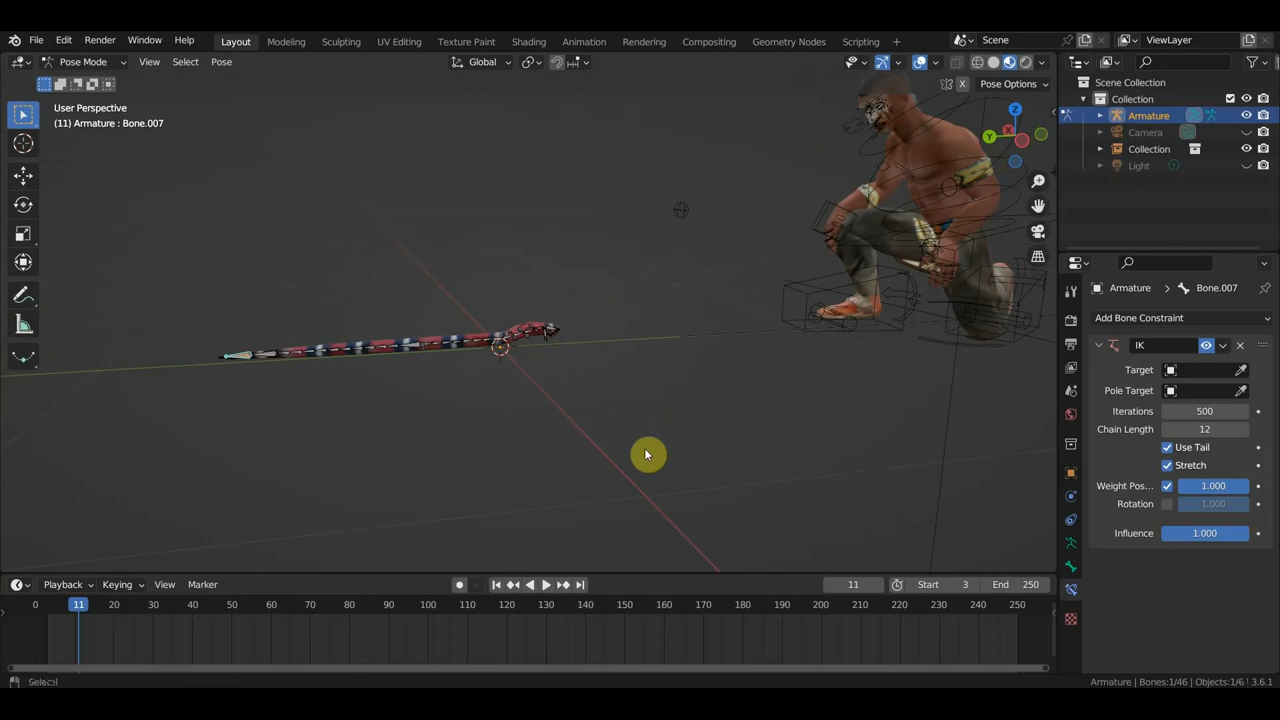 File Edit Render Window Help Layout Modeling Sculpting UV Editing Texture Paint Shading Animation Rendering Compositing Geometry Nodes Scripting + Scene ViewLayer
Pose Mode View Select Pose Global
X Pose Options
User Perspective
(11) Armature : Bone.007
Z
Y
X
Scene Collection
Collection
Armature
Camera
Collection
Light
Armature > Bone.007
Add Bone Constraint
IK
Target
Pole Target
Iterations 500
Chain Length 12
Use Tail
Stretch
Weight Pos... 1.000
Rotation 1.000
Influence 1.000
Playback Keying View Marker 11 Start 3 End 250
0 11 20 30 40 50 60 70 80 90 100 110 120 130 140 150 160 170 180 190 200 210 220 230 240 250
Select Armature | Bones:1/46 | Objects:1/6 | 3.6.1